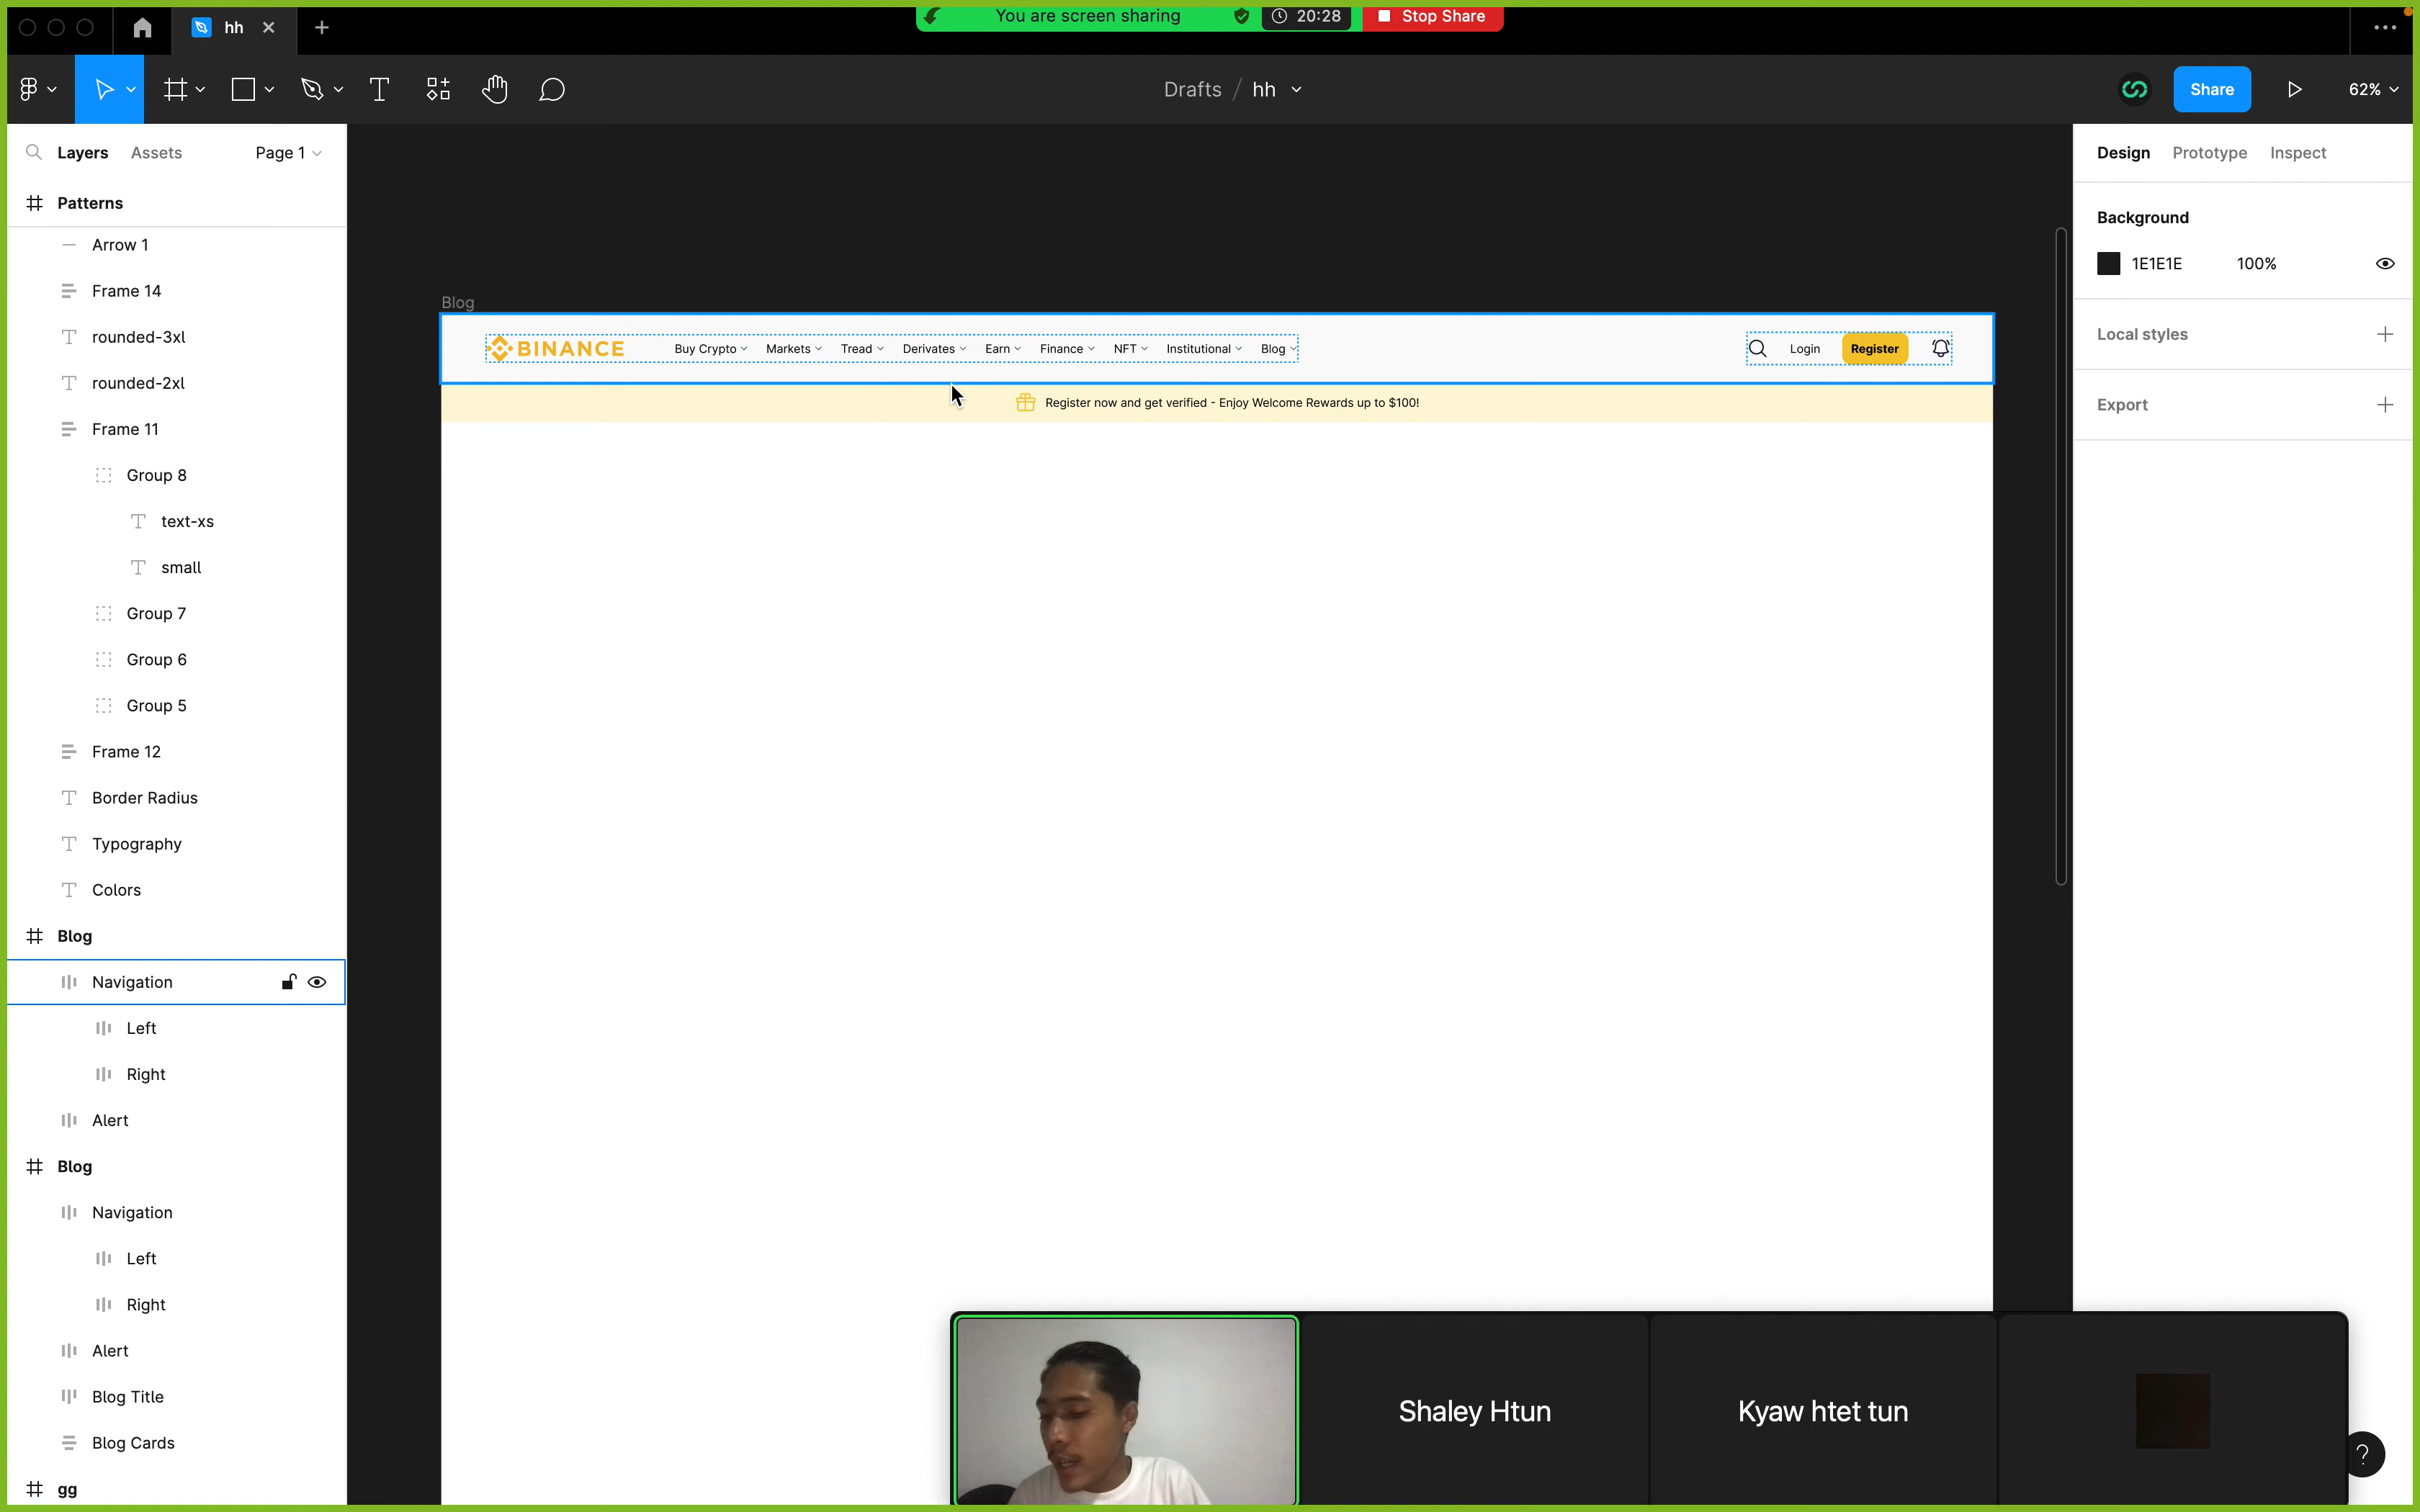 hh
You are screen sharing
20:28
Stop Share
Drafts / hh
Share
62%
Layers
Assets
Page 1
Patterns
Arrow 1
Frame 14
rounded-3xl
rounded-2xl
Frame 11
Group 8
text-xs
small
Group 7
Group 6
Group 5
Frame 12
Border Radius
Typography
Colors
Blog
Navigation
Left
Right
Alert
Blog
Navigation
Left
Right
Alert
Blog Title
Blog Cards
gg
Blog
BINANCE
Buy Crypto
Markets
Tread
Derivates
Earn
Finance
NFT
Institutional
Blog
Login
Register
Register now and get verified - Enjoy Welcome Rewards up to $100!
Design
Prototype
Inspect
Background
1E1E1E
100%
Local styles
Export
Shaley Htun
Kyaw htet tun
?